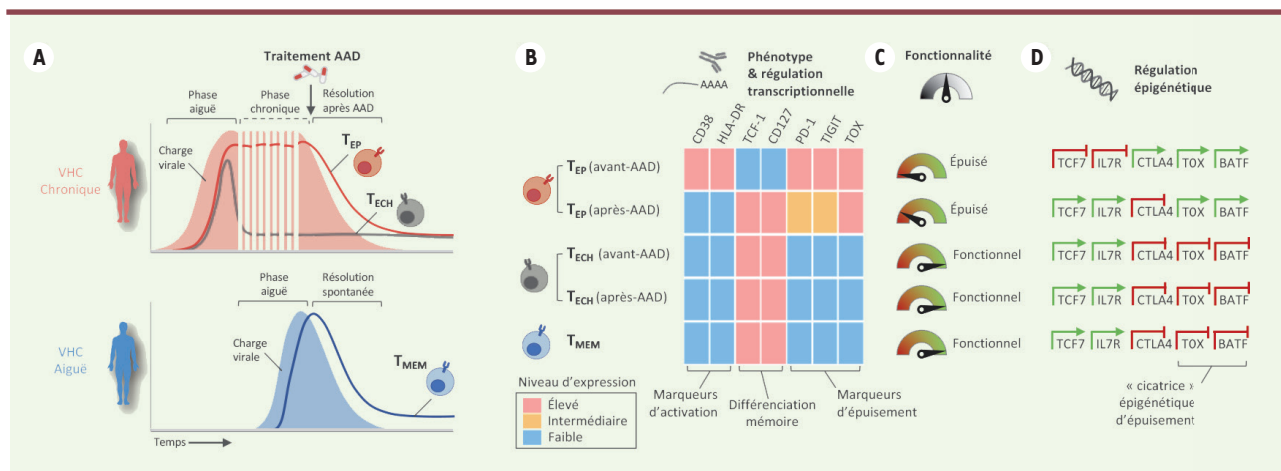 A
Traitement AAD
Phase
aiguë
Phase
chronique
Résolution
après AAD
Charge
virale
VHC
Chronique
TEP
TECH
Phase
aiguë
Résolution
spontanée
VHC
Aiguë
Charge
virale
TMEM
Temps
B
AAAA
Phénotype
& régulation
transcriptionnelle
CD38
HLA-DR
TCF-1
CD127
PD-1
TIGIT
TOX
TEP (avant-AAD)
TEP (après-AAD)
TECH (avant-AAD)
TECH (après-AAD)
TMEM
Niveau d'expression
Élevé
Intermédiaire
Faible
Marqueurs
d'activation
Différenciation
mémoire
Marqueurs
d'épuisement
C
Fonctionnalité
Épuisé
Épuisé
Fonctionnel
Fonctionnel
Fonctionnel
D
Régulation
épigénétique
TCF7 IL7R CTLA4 TOX BATF
TCF7 IL7R CTLA4 TOX BATF
TCF7 IL7R CTLA4 TOX BATF
TCF7 IL7R CTLA4 TOX BATF
TCF7 IL7R CTLA4 TOX BATF
« cicatrice »
épigénétique
d'épuisement